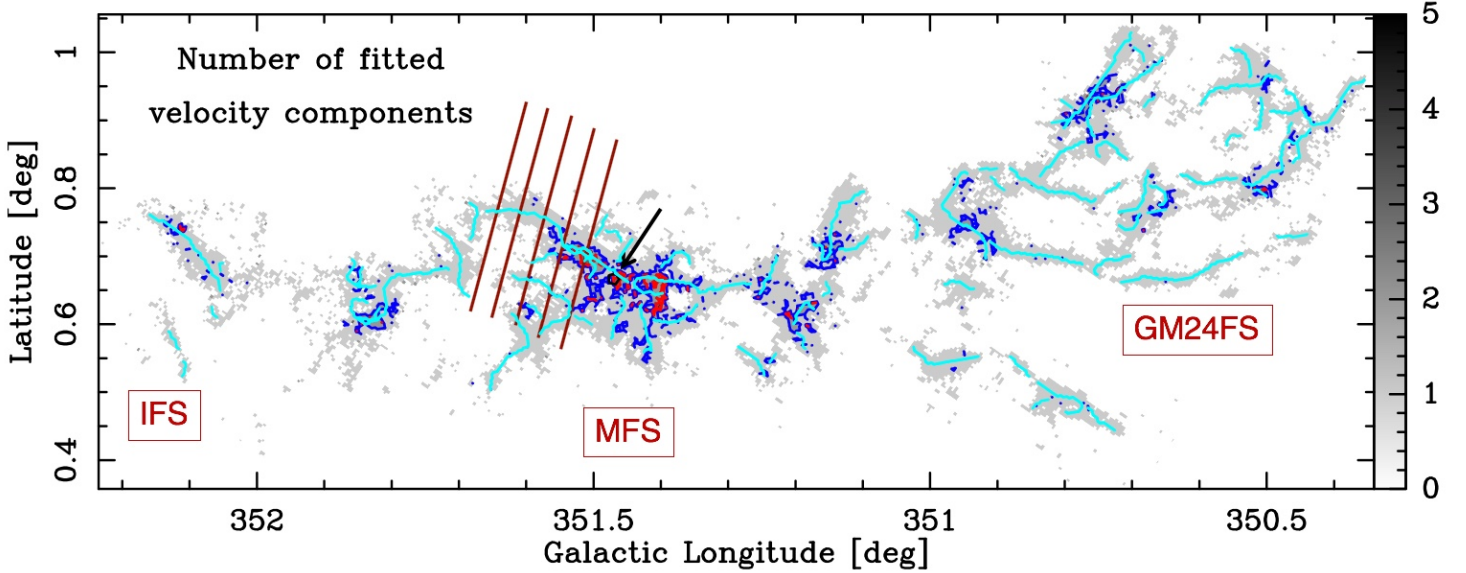 Number of fitted
velocity components
1
0.8
0.6
0.4
Latitude [deg]
IFS
MFS
GM24FS
352
351.5
351
350.5
Galactic Longitude [deg]
5
4
3
2
1
0